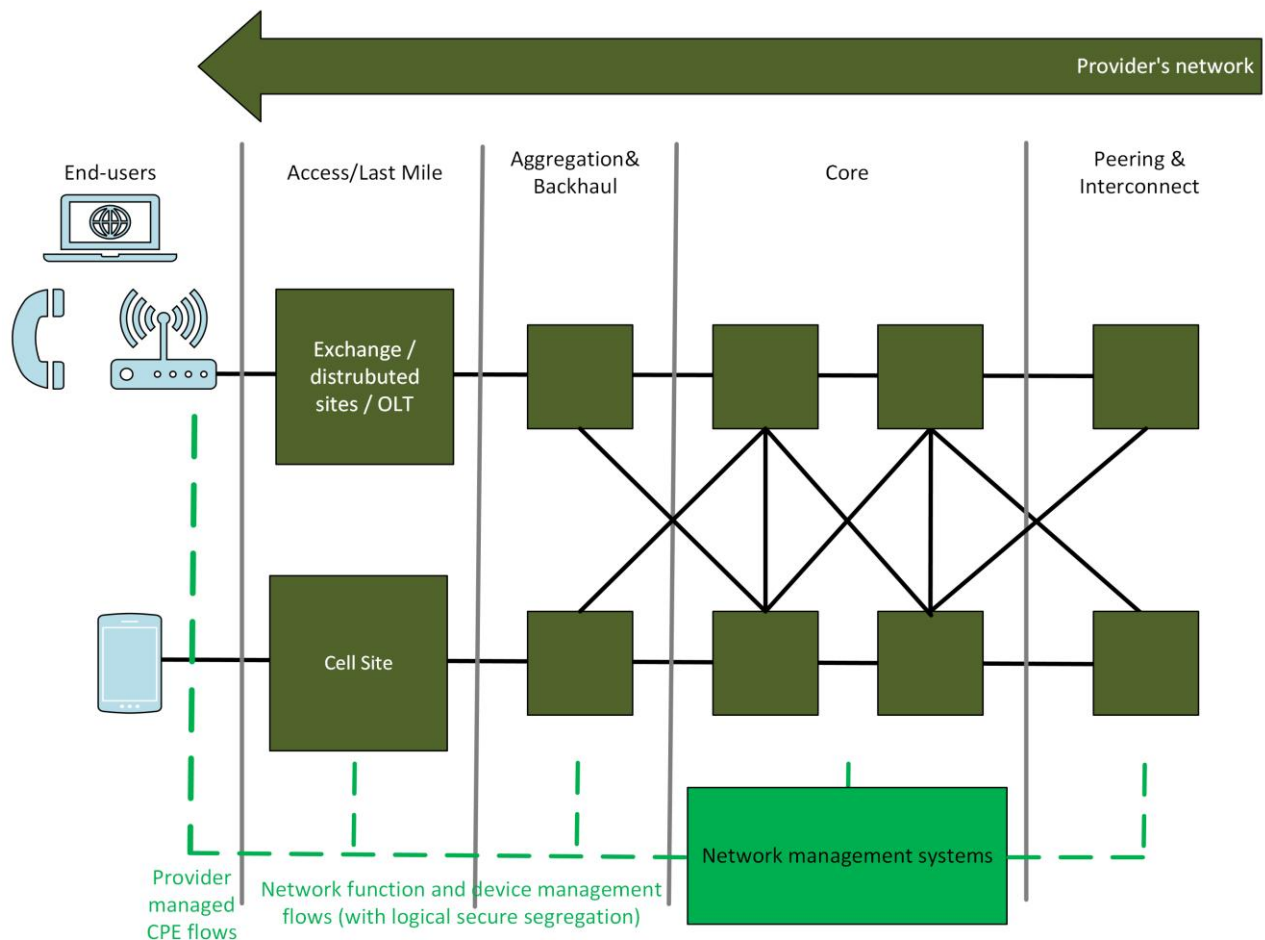 Provider's network
End-users
Access/Last Mile
Aggregation&
Backhaul
Core
Peering &
Interconnect
Exchange /
distrubuted
sites / OLT
Cell Site
Network management systems
Provider
managed
CPE flows
Network function and device management
flows (with logical secure segregation)